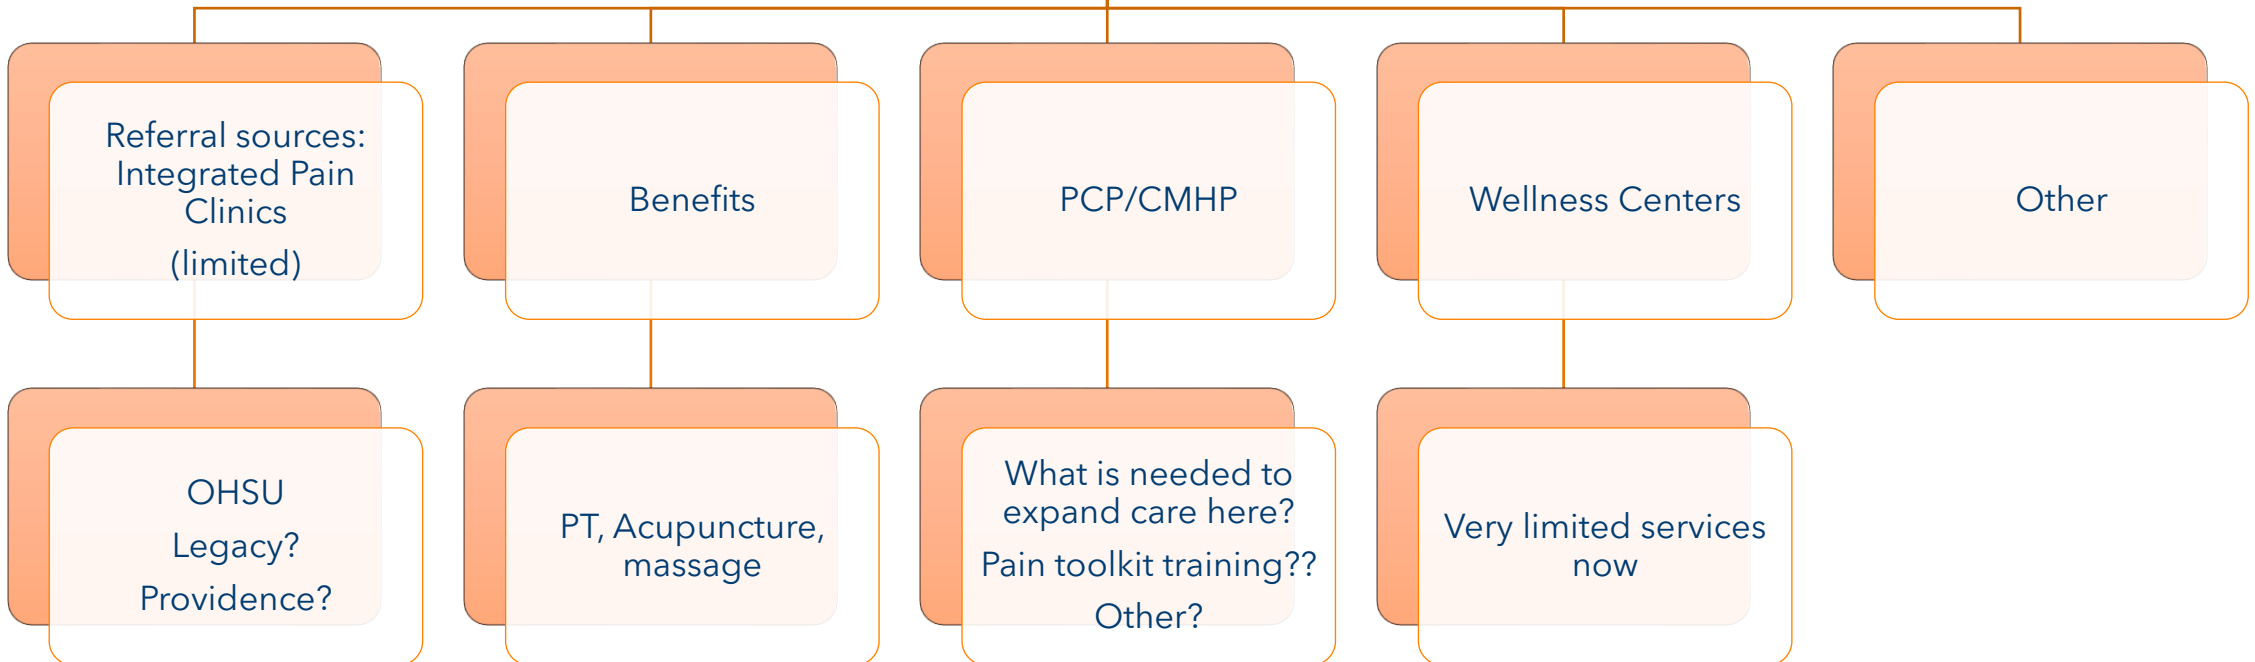 Referral sources:
Integrated Pain
Clinics
(limited)
Benefits
PCP/CMHP
Wellness Centers
Other
OHSU
Legacy?
Providence?
PT, Acupuncture,
massage
What is needed to
expand care here?
Pain toolkit training??
Other?
Very limited services
now